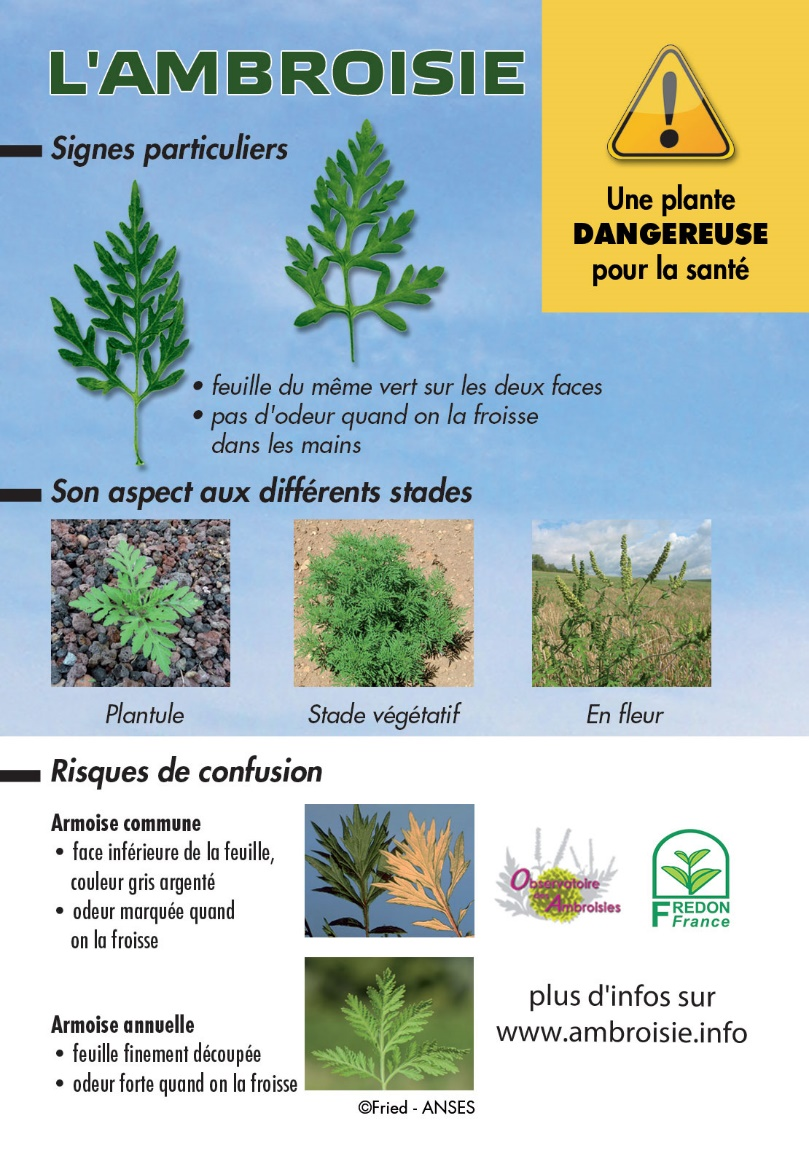 L'AMBROISIE
Une plante
DANGEREUSE
pour la santé
Signes particuliers
• feuille du même vert sur les deux faces
• pas d'odeur quand on la froisse
dans les mains
Son aspect aux différents stades
Plantule
Stade végétatif
En fleur
Risques de confusion
Armoise commune
• face inférieure de la feuille,
couleur gris argenté
• odeur marquée quand
on la froisse
Armoise annuelle
• feuille finement découpée
• odeur forte quand on la froisse
©Fried - ANSES
Observatoire
des
Ambroisies
FREDON
France
plus d'infos sur
www.ambroisie.info